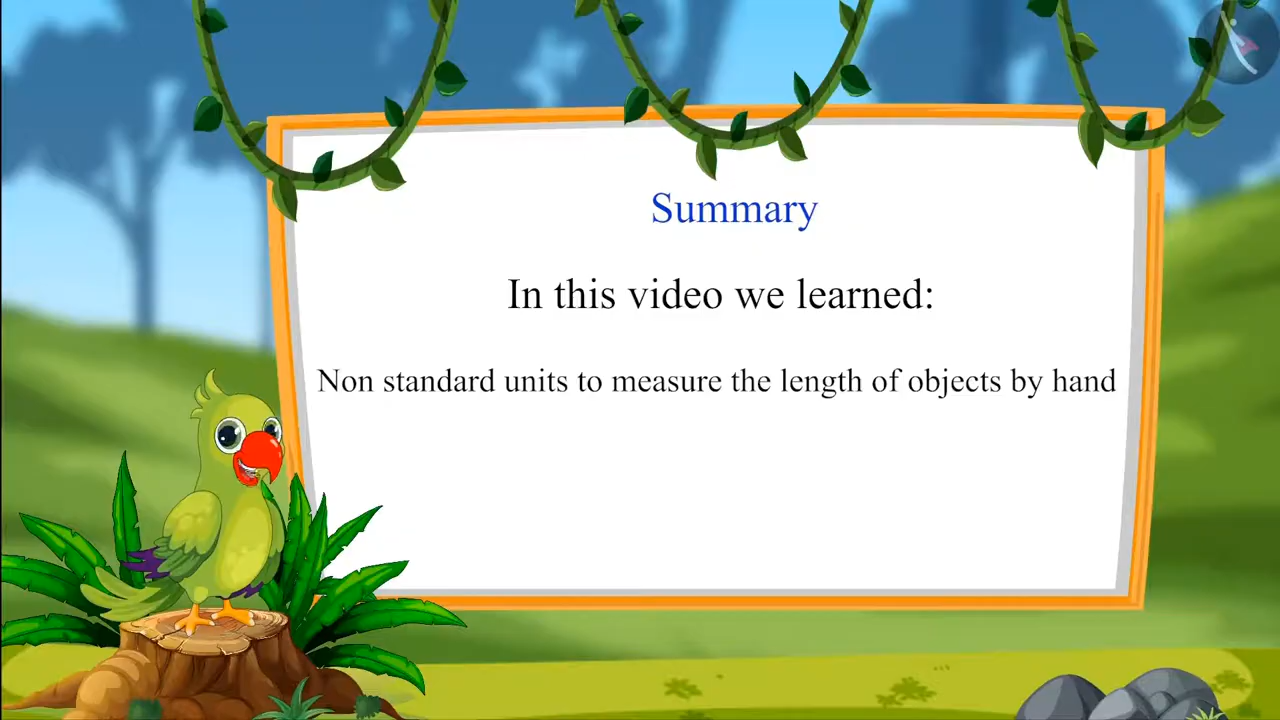 Summary
In this video we learned:
Non standard units to measure the length of objects by hand